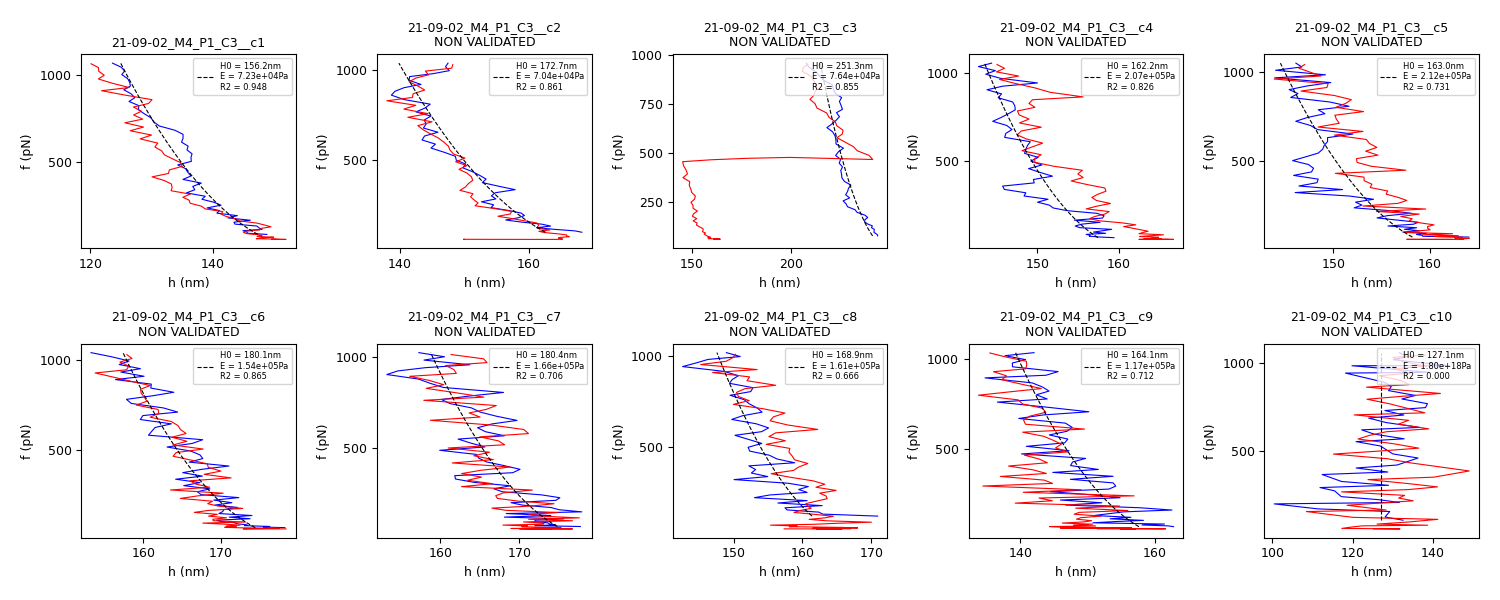 21-09-02_M4_P1_C3__c1
H0 = 156.2nm
E = 7.23e+04Pa
R2 = 0.948
1000
500
f (pN)
120
140
h (nm)
21-09-02_M4_P1_C3__c2
NON VALIDATED
H0 = 172.7nm
E = 7.04e+04Pa
R2 = 0.861
1000
500
f (pN)
140
160
h (nm)
21-09-02_M4_P1_C3__c3
NON VALIDATED
H0 = 251.3nm
E = 7.64e+04Pa
R2 = 0.855
1000
750
500
250
f (pN)
150
200
h (nm)
21-09-02_M4_P1_C3__c4
NON VALIDATED
H0 = 162.2nm
E = 2.07e+05Pa
R2 = 0.826
1000
500
f (pN)
150
160
h (nm)
21-09-02_M4_P1_C3__c5
NON VALIDATED
H0 = 163.0nm
E = 2.12e+05Pa
R2 = 0.731
1000
500
f (pN)
150
160
h (nm)
21-09-02_M4_P1_C3__c6
NON VALIDATED
H0 = 180.1nm
E = 1.54e+05Pa
R2 = 0.865
1000
500
f (pN)
160
170
h (nm)
21-09-02_M4_P1_C3__c7
NON VALIDATED
H0 = 180.4nm
E = 1.66e+05Pa
R2 = 0.706
1000
500
f (pN)
160
170
h (nm)
21-09-02_M4_P1_C3__c8
NON VALIDATED
H0 = 168.9nm
E = 1.61e+05Pa
R2 = 0.666
1000
500
f (pN)
150
160
170
h (nm)
21-09-02_M4_P1_C3__c9
NON VALIDATED
H0 = 164.1nm
E = 1.17e+05Pa
R2 = 0.712
1000
500
f (pN)
140
160
h (nm)
21-09-02_M4_P1_C3__c10
NON VALIDATED
H0 = 127.1nm
E = 1.80e+18Pa
R2 = 0.000
1000
500
f (pN)
100
120
140
h (nm)